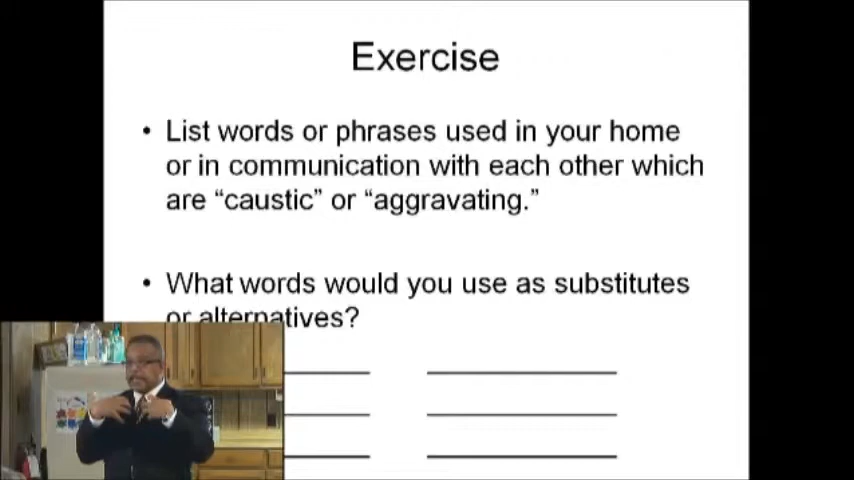 Exercise
• List words or phrases used in your home
or in communication with each other which
are “caustic” or “aggravating.”
• What words would you use as substitutes
or alternatives?